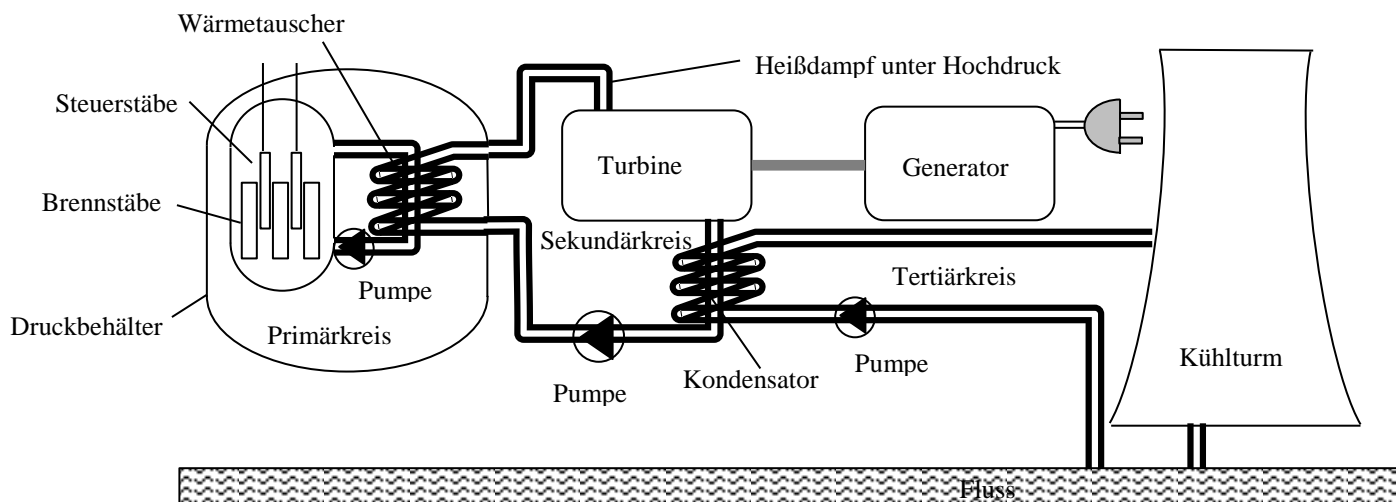 Wärmetauscher
Heißdampf unter Hochdruck
Steuerstäbe
Turbine
Generator
Brennstäbe
Sekundärkreis
Tertiärkreis
Pumpe
Druckbehälter
Primärkreis
Pumpe
Kühlturm
Kondensator
Pumpe
Fluss